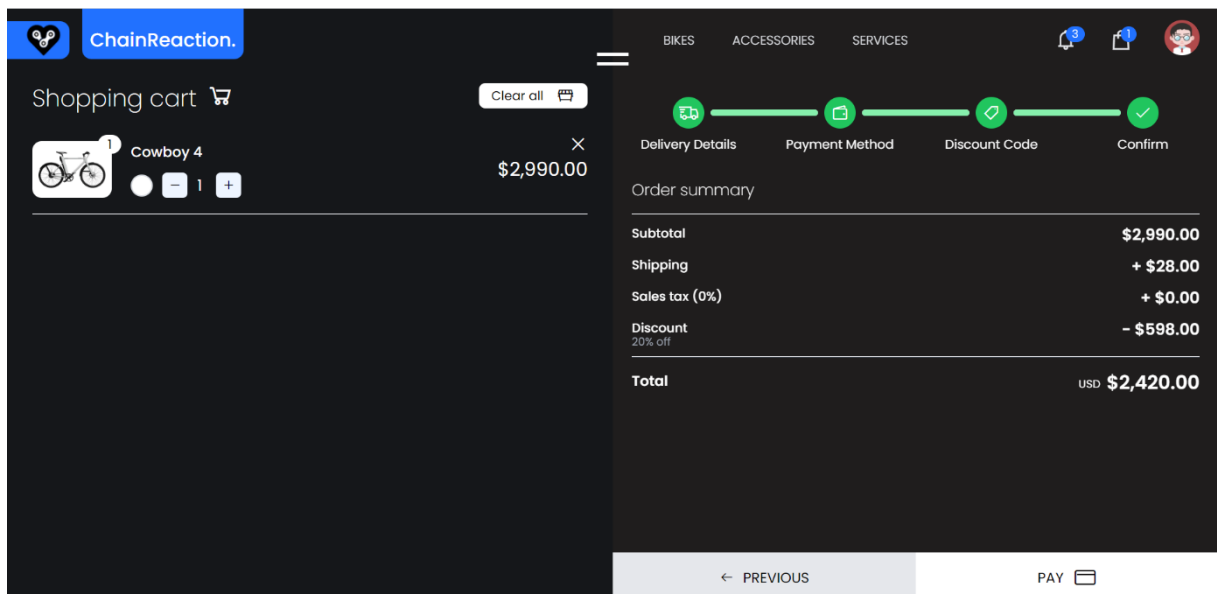 ChainReaction.
BIKES ACCESSORIES SERVICES 3 1
Shopping cart
Clear all
1
Cowboy 4
− 1 +
$2,990.00
Delivery Details Payment Method Discount Code Confirm
Order summary
Subtotal $2,990.00
Shipping + $28.00
Sales tax (0%) + $0.00
Discount - $598.00
20% off
Total USD $2,420.00
← PREVIOUS PAY